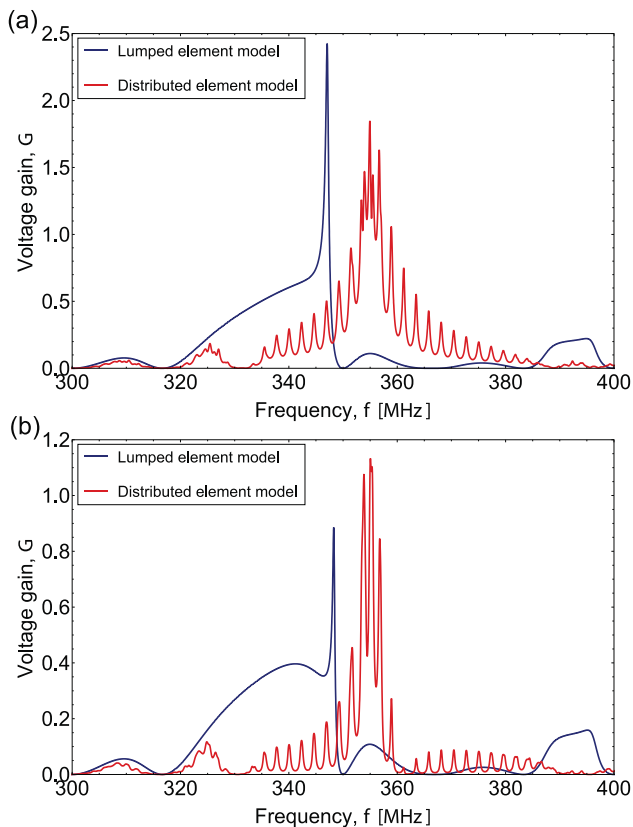 (a)
2.5
2.0
1.5
1.0
0.5
0.0
Voltage gain, G
Lumped element model
Distributed element model
300 320 340 360 380 400
Frequency, f [MHz]
(b)
1.2
1.0
0.8
0.6
0.4
0.2
0.0
Voltage gain, G
Lumped element model
Distributed element model
300 320 340 360 380 400
Frequency, f [MHz]